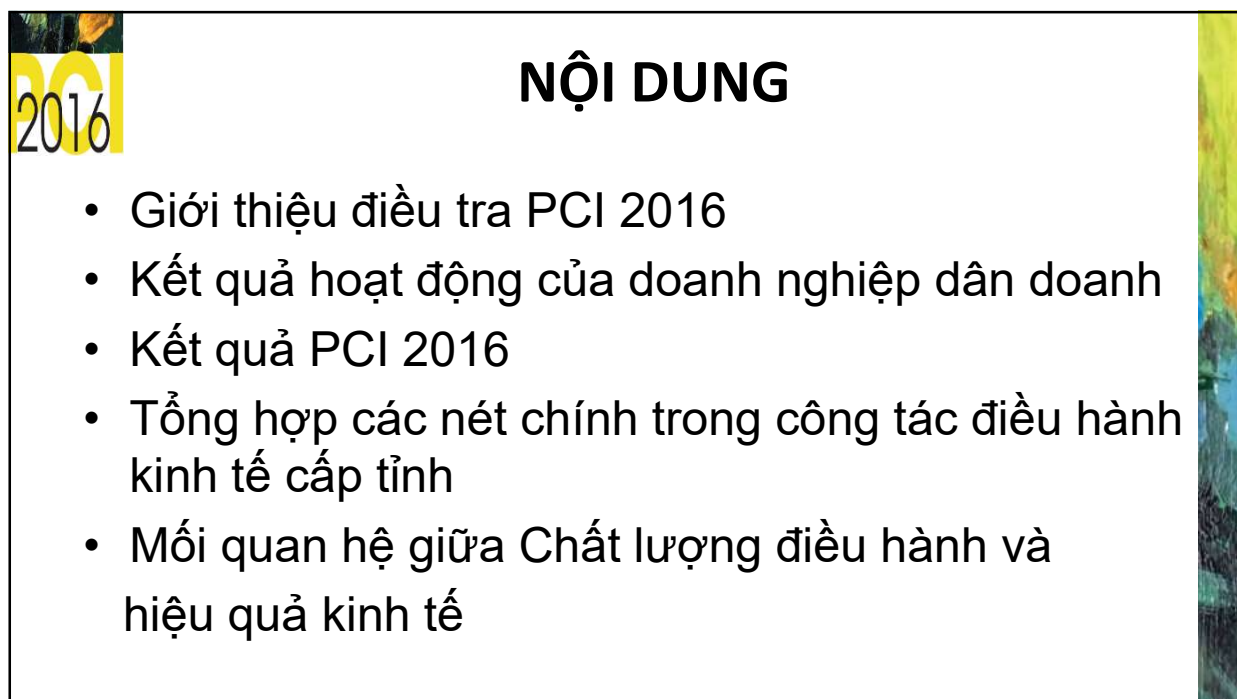 PCI
2016
NỘI DUNG
• Giới thiệu điều tra PCI 2016
• Kết quả hoạt động của doanh nghiệp dân doanh
• Kết quả PCI 2016
• Tổng hợp các nét chính trong công tác điều hành
kinh tế cấp tỉnh
• Mối quan hệ giữa Chất lượng điều hành và
hiệu quả kinh tế